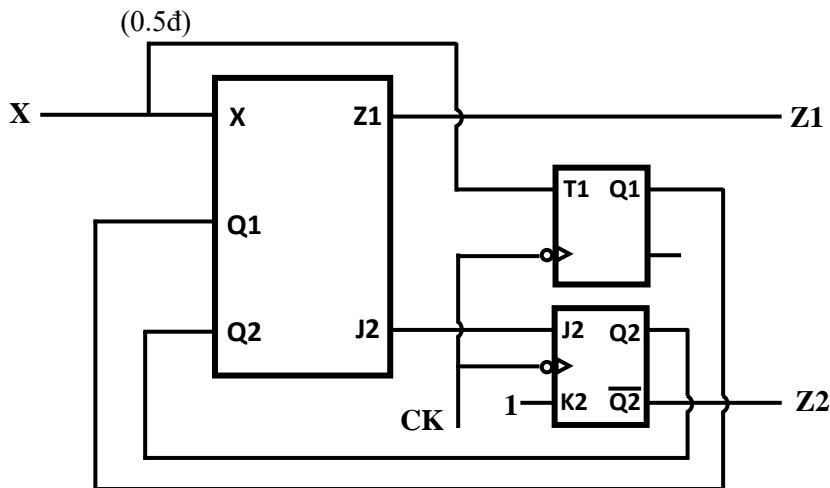 (0.5đ)
X
X
Z1
Z1
T1 Q1
Q1
Q2
J2
J2 Q2
1
K2 Q2̅
Z2
CK